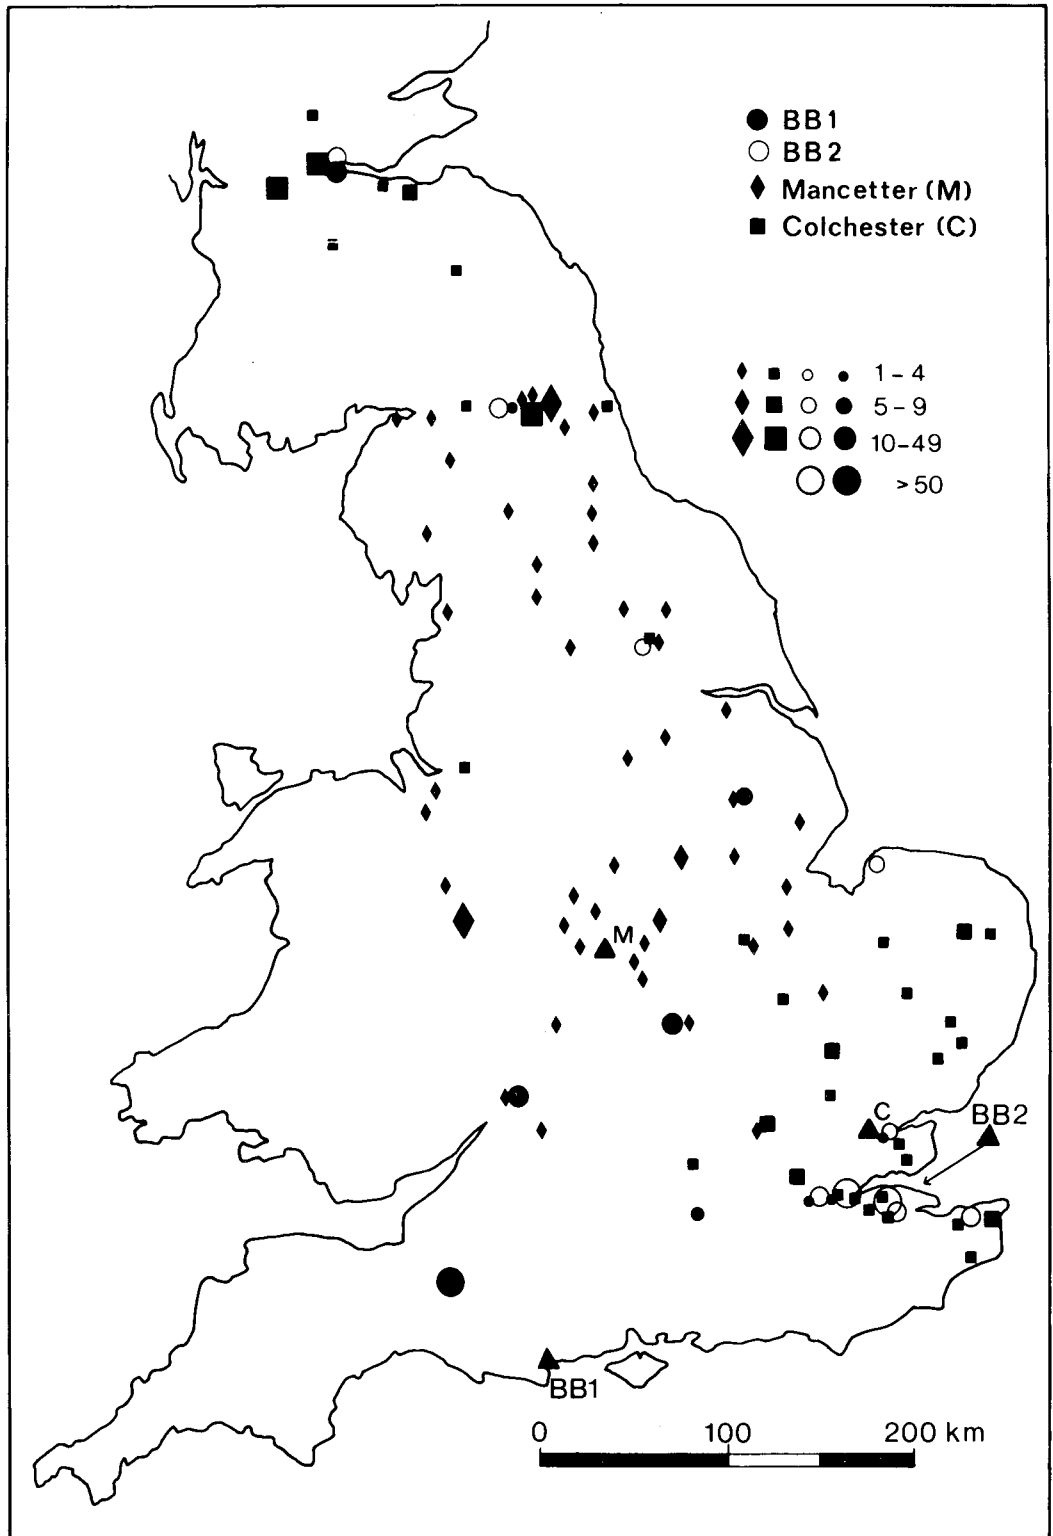 BB1
BB2
Mancetter (M)
Colchester (C)
1-4
5-9
10-49
>50
M
C
BB2
BB1
0 100 200 km